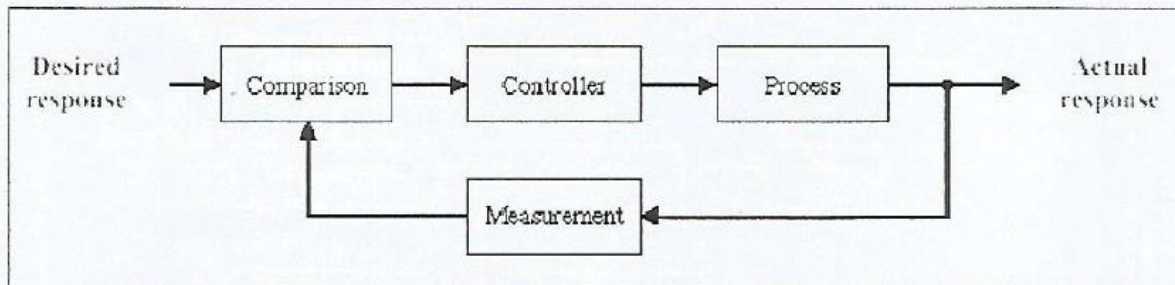 Desired
response
Comparison
Controller
Process
Actual
response
Measurement